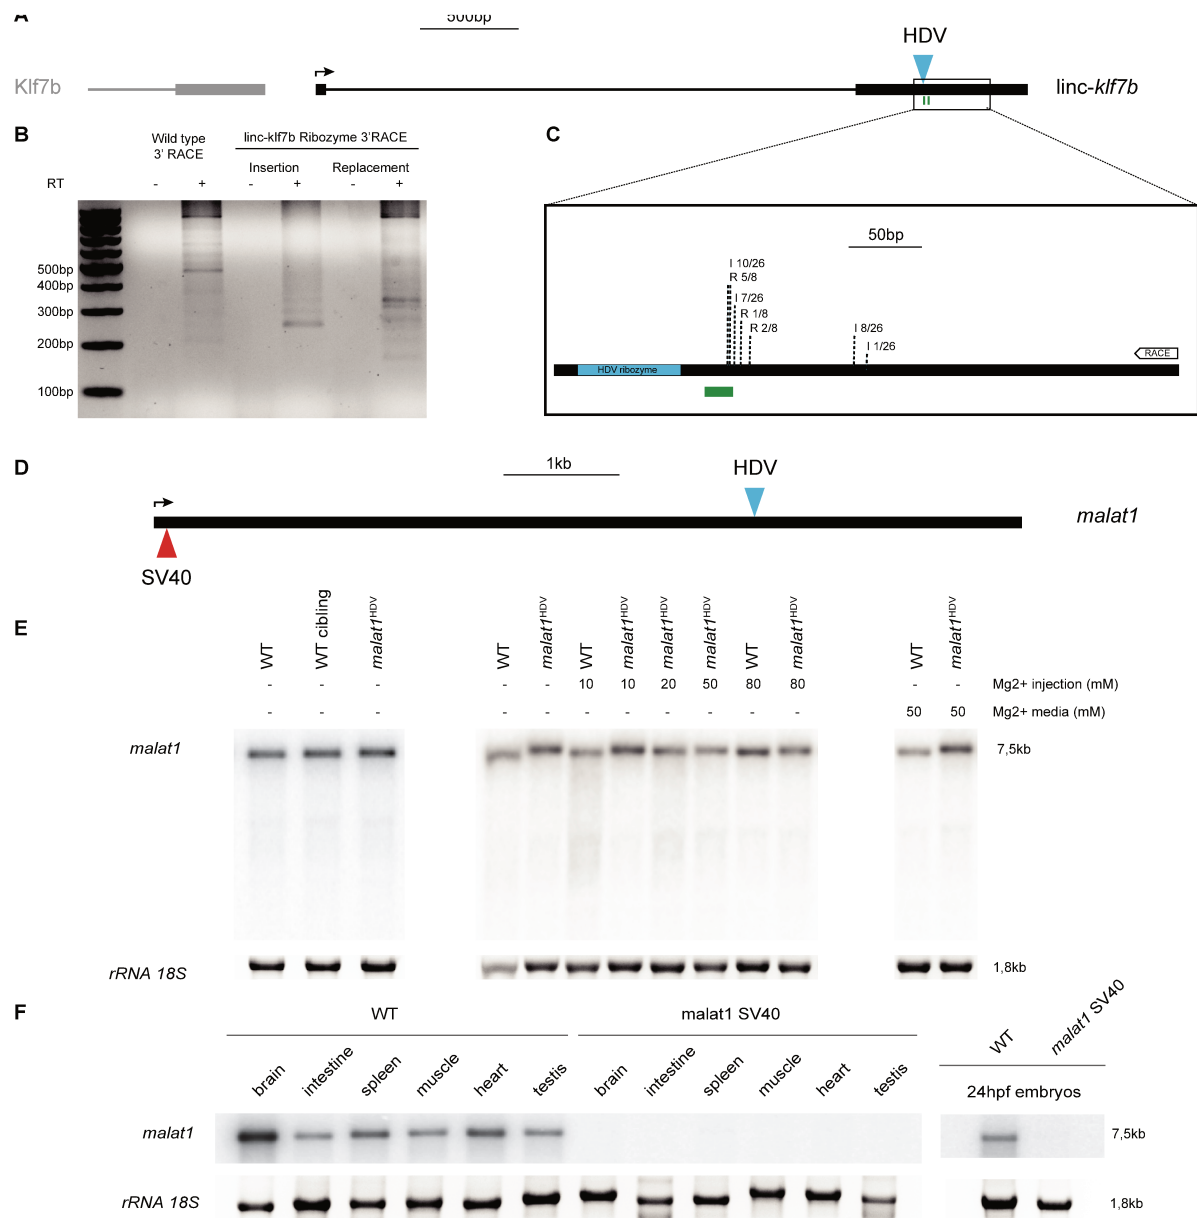 A
500bp
HDV
Klf7b
linc-klf7b
B
Wild type
3' RACE
linc-klf7b Ribozyme 3'RACE
Insertion
Replacement
RT
- + - + - +
500bp
400bp
300bp
200bp
100bp
C
50bp
I 10/26
R 5/8
I 7/26
R 1/8
R 2/8
I 8/26
I 1/26
RACE
HDV ribozyme
D
1kb
HDV
malat1
SV40
E
WT
WT cibling
malat1HDV
WT
malat1HDV
WT
malat1HDV
malat1HDV
malat1HDV
WT
malat1HDV
WT
malat1HDV
- - - - - 10 10 20 50 80 80 - - Mg2+ injection (mM)
- - - - - - - - - - - 50 50 Mg2+ media (mM)
malat1
7,5kb
rRNA 18S
1,8kb
F
WT
malat1 SV40
brain
intestine
spleen
muscle
heart
testis
brain
intestine
spleen
muscle
heart
testis
WT
malat1 SV40
24hpf embryos
malat1
7,5kb
rRNA 18S
1,8kb